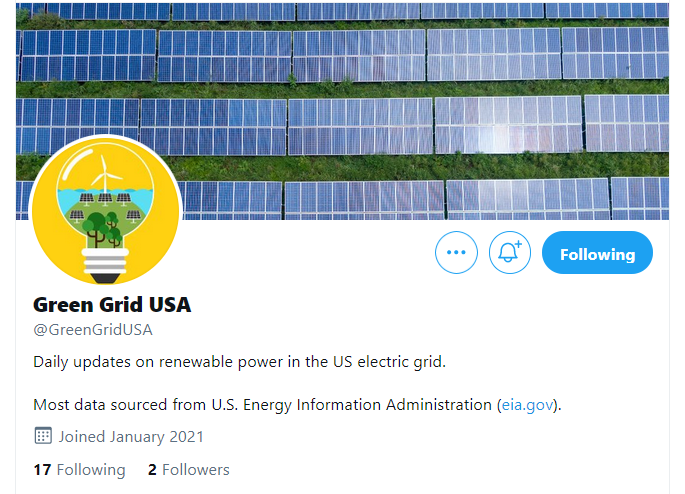 Following
Green Grid USA
@GreenGridUSA
Daily updates on renewable power in the US electric grid.
Most data sourced from U.S. Energy Information Administration (eia.gov).
Joined January 2021
17 Following 2 Followers